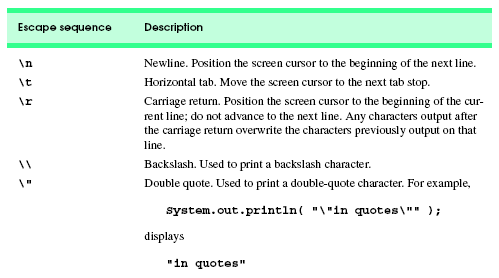 Escape sequence Description
\n Newline. Position the screen cursor to the beginning of the next line.
\t Horizontal tab. Move the screen cursor to the next tab stop.
\r Carriage return. Position the screen cursor to the beginning of the cur-
rent line; do not advance to the next line. Any characters output after
the carriage return overwrite the characters previously output on that
line.
\\ Backslash. Used to print a backslash character.
\" Double quote. Used to print a double-quote character. For example,
System.out.println( "\"in quotes\"" );
displays
"in quotes"